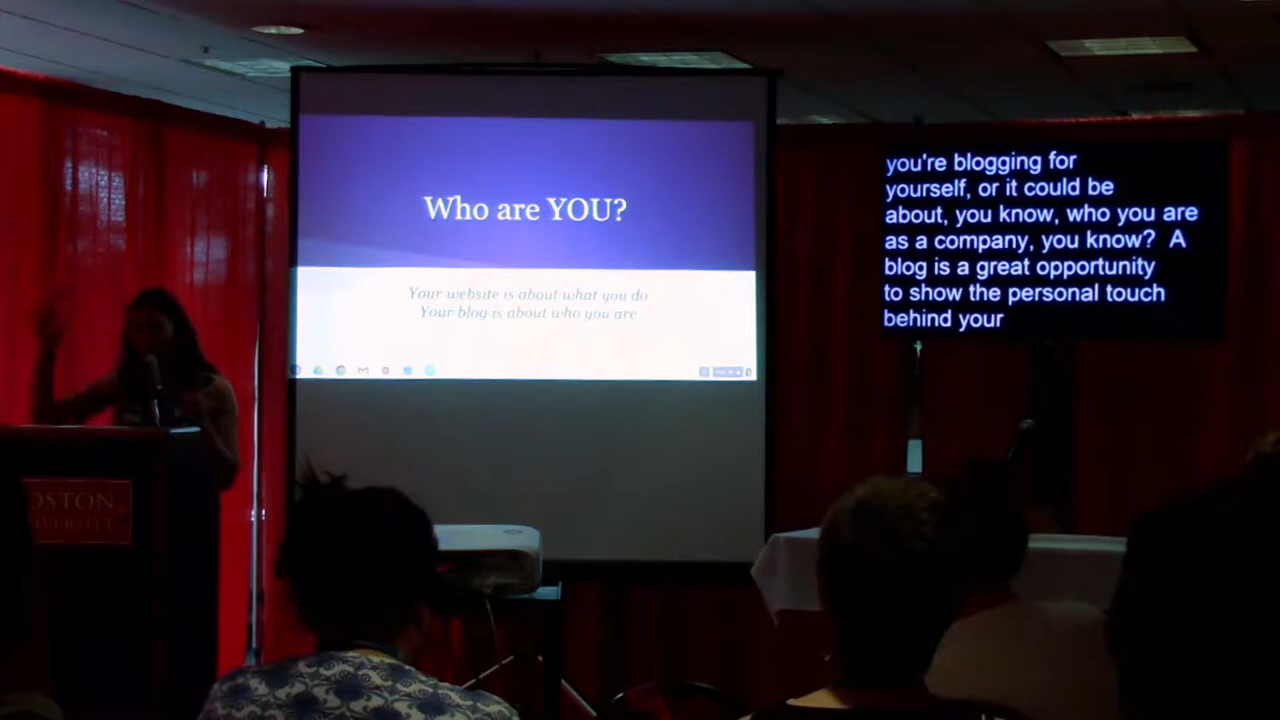 Who are YOU?
Your website is about what you do
Your blog is about who you are
you're blogging for
yourself, or it could be
about, you know, who you are
as a company, you know?  A
blog is a great opportunity
to show the personal touch
behind your
OSTON
VERSITY